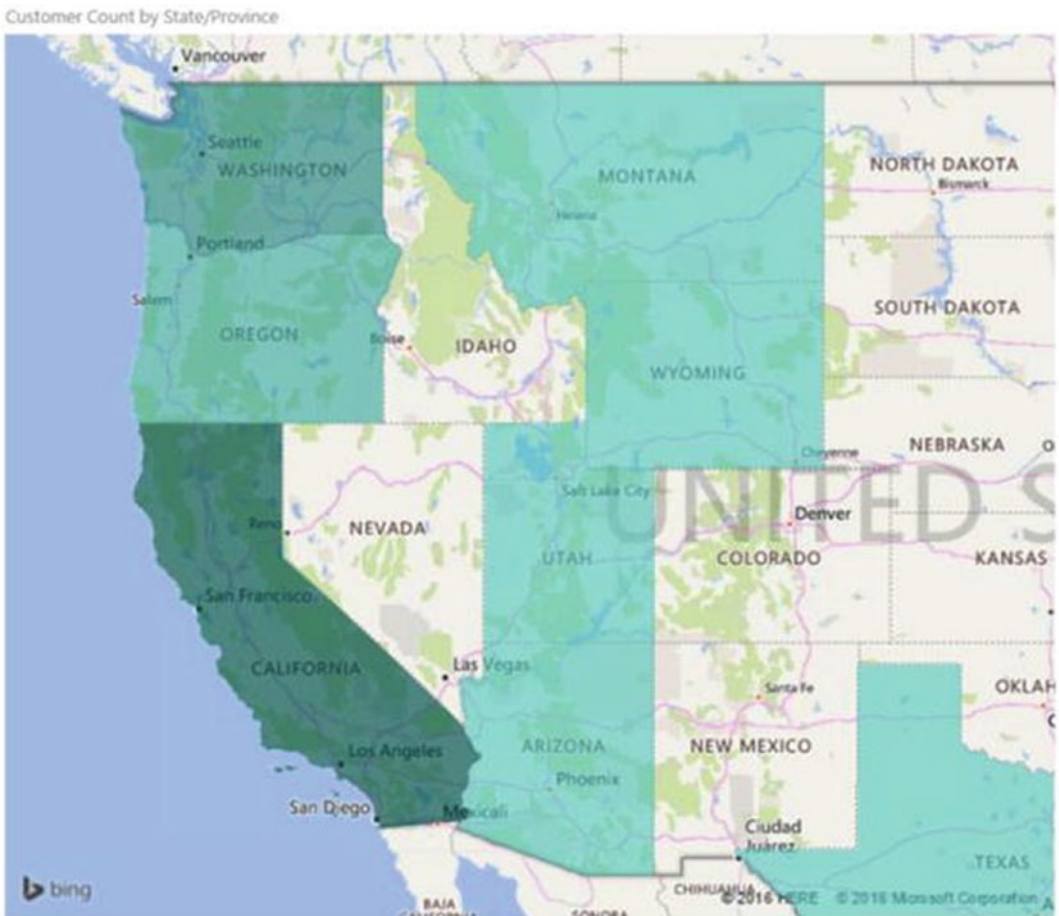 Customer Count by State/Province
Vancouver
Seattle
WASHINGTON
MONTANA
NORTH DAKOTA
Bismarck
Helena
Portland
Salem
OREGON
SOUTH DAKOTA
Boise
IDAHO
WYOMING
NEBRASKA
O
Cheyenne
Salt Lake City
UNITED S
Reno
NEVADA
Denver
UTAH
COLORADO
KANSAS
San Francisco
CALIFORNIA
Las Vegas
Santa Fe
OKLAH
ARIZONA
NEW MEXICO
Los Angeles
Phoenix
San Diego
Mexicali
Ciudad
Juárez
TEXAS
bing
CHIHUAHUA
© 2016 HERE © 2016 Microsoft Corporation
BAJA
CALIFORNIA
SONORA